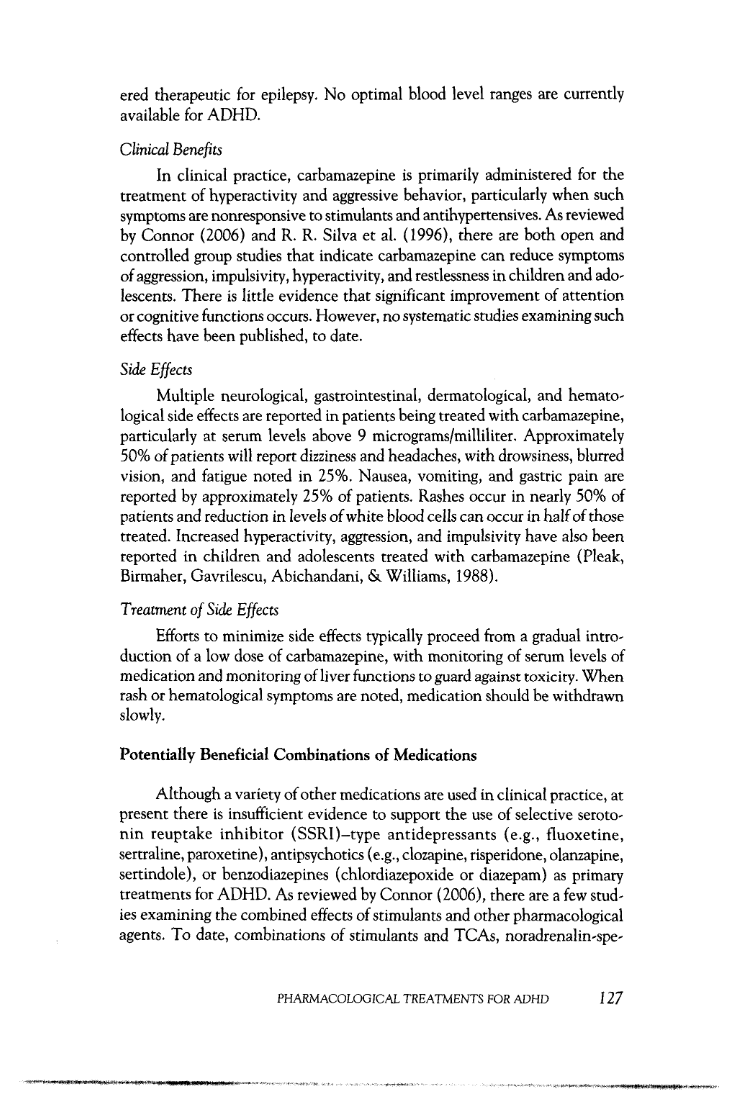 ered therapeutic for epilepsy. No optimal blood level ranges are currently
available for ADHD.
Clinical Benefits
In clinical practice, carbamazepine is primarily administered for the
treatment of hyperactivity and aggressive behavior, particularly when such
symptoms are nonresponsive to stimulants and antihypertensives. As reviewed
by Connor (2006) and R. R. Silva et al. (1996), there are both open and
controlled group studies that indicate carbamazepine can reduce symptoms
of aggression, impulsivity, hyperactivity, and restlessness in children and ado-
lescents. There is little evidence that significant improvement of attention
or cognitive functions occurs. However, no systematic studies examining such
effects have been published, to date.
Side Effects
Multiple neurological, gastrointestinal, dermatological, and hemato-
logical side effects are reported in patients being treated with carbamazepine,
particularly at serum levels above 9 micrograms/milliliter. Approximately
50% of patients will report dizziness and headaches, with drowsiness, blurred
vision, and fatigue noted in 25%. Nausea, vomiting, and gastric pain are
reported by approximately 25% of patients. Rashes occur in nearly 50% of
patients and reduction in levels of white blood cells can occur in half of those
treated. Increased hyperactivity, aggression, and impulsivity have also been
reported in children and adolescents treated with carbamazepine (Pleak,
Birmaher, Gavrilescu, Abichandani, & Williams, 1988).
Treatment of Side Effects
Efforts to minimize side effects typically proceed from a gradual intro-
duction of a low dose of carbamazepine, with monitoring of serum levels of
medication and monitoring of liver functions to guard against toxicity. When
rash or hematological symptoms are noted, medication should be withdrawn
slowly.
Potentially Beneficial Combinations of Medications
Although a variety of other medications are used in clinical practice, at
present there is insufficient evidence to support the use of selective seroto-
nin reuptake inhibitor (SSRI)–type antidepressants (e.g., fluoxetine,
sertraline, paroxetine), antipsychotics (e.g., clozapine, risperidone, olanzapine,
sertindole), or benzodiazepines (chlordiazepoxide or diazepam) as primary
treatments for ADHD. As reviewed by Connor (2006), there are a few stud-
ies examining the combined effects of stimulants and other pharmacological
agents. To date, combinations of stimulants and TCAs, noradrenalin-spe-
PHARMACOLOGICAL TREATMENTS FOR ADHD 127